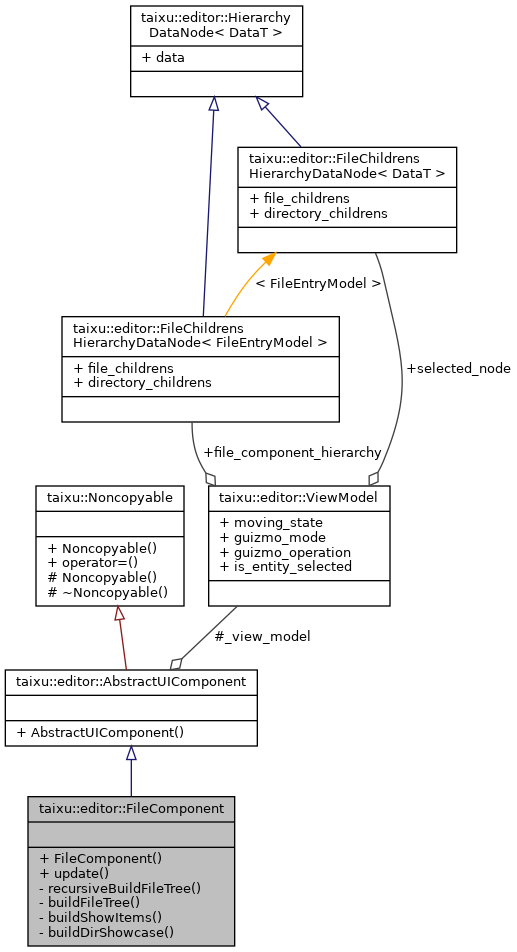 taixu::editor::Hierarchy
DataNode< DataT >
+ data
taixu::editor::FileChildrens
HierarchyDataNode< DataT >
+ file_childrens
+ directory_childrens
< FileEntryModel >
taixu::editor::FileChildrens
HierarchyDataNode< FileEntryModel >
+ file_childrens
+ directory_childrens
+selected_node
+file_component_hierarchy
taixu::Noncopyable
+ Noncopyable()
+ operator=()
# Noncopyable()
# ~Noncopyable()
taixu::editor::ViewModel
+ moving_state
+ guizmo_mode
+ guizmo_operation
+ is_entity_selected
#_view_model
taixu::editor::AbstractUIComponent
+ AbstractUIComponent()
taixu::editor::FileComponent
+ FileComponent()
+ update()
- recursiveBuildFileTree()
- buildFileTree()
- buildShowItems()
- buildDirShowcase()